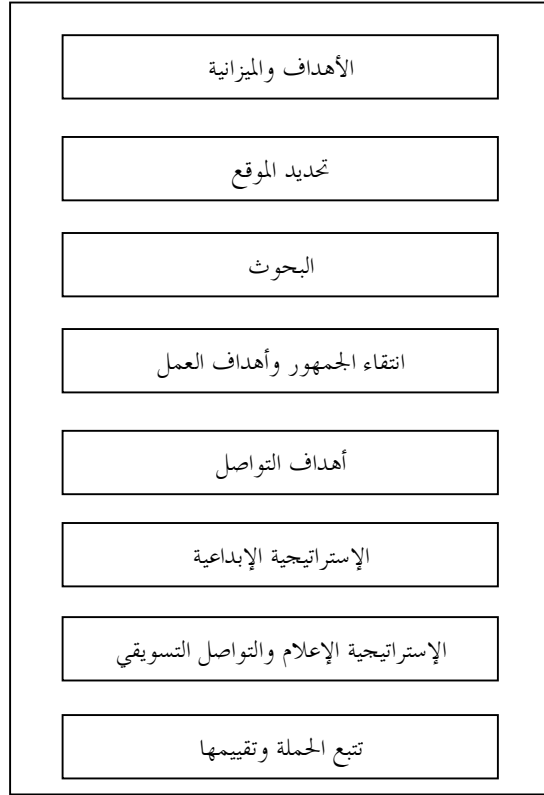 الأهداف والميزانية
تحديد الموقع
البحوث
انتقاء الجمهور وأهداف العمل
أهداف التواصل
الإستراتيجية الإبداعية
الإستراتيجية الإعلام والتواصل التسويقي
تتبع الحملة وتقييمها